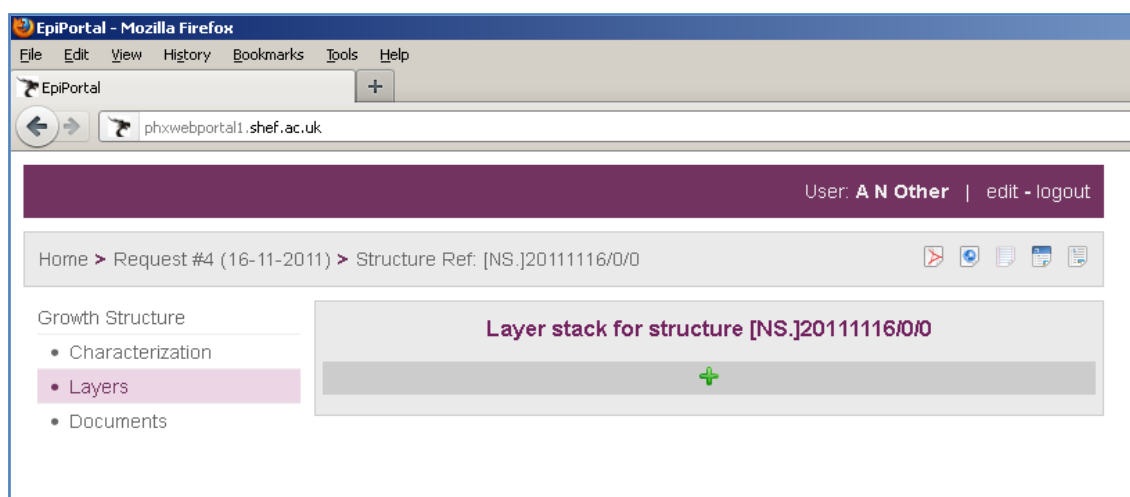 EpiPortal - Mozilla Firefox
File Edit View History Bookmarks Tools Help
EpiPortal
phxwebportal1.shef.ac.uk
User: A N Other | edit - logout
Home > Request #4 (16-11-2011) > Structure Ref: [NS.]20111116/0/0
Growth Structure
Layer stack for structure [NS.]20111116/0/0
• Characterization
• Layers
• Documents